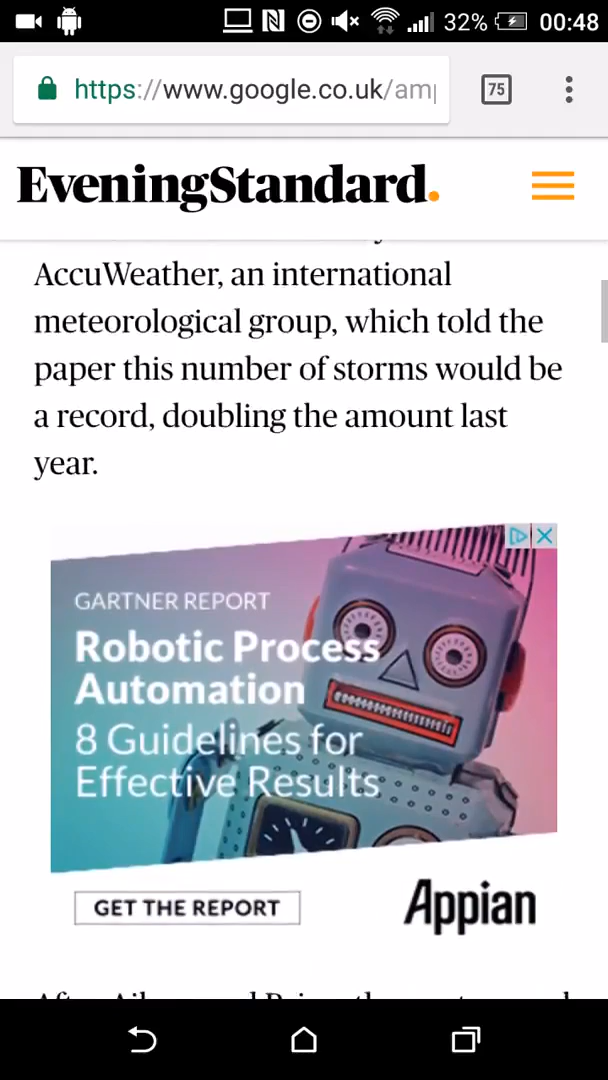 32% 00:48
https://www.google.co.uk/amp
75
EveningStandard.
AccuWeather, an international
meteorological group, which told the
paper this number of storms would be
a record, doubling the amount last
year.
GARTNER REPORT
Robotic Process
Automation
8 Guidelines for
Effective Results
GET THE REPORT
Appian